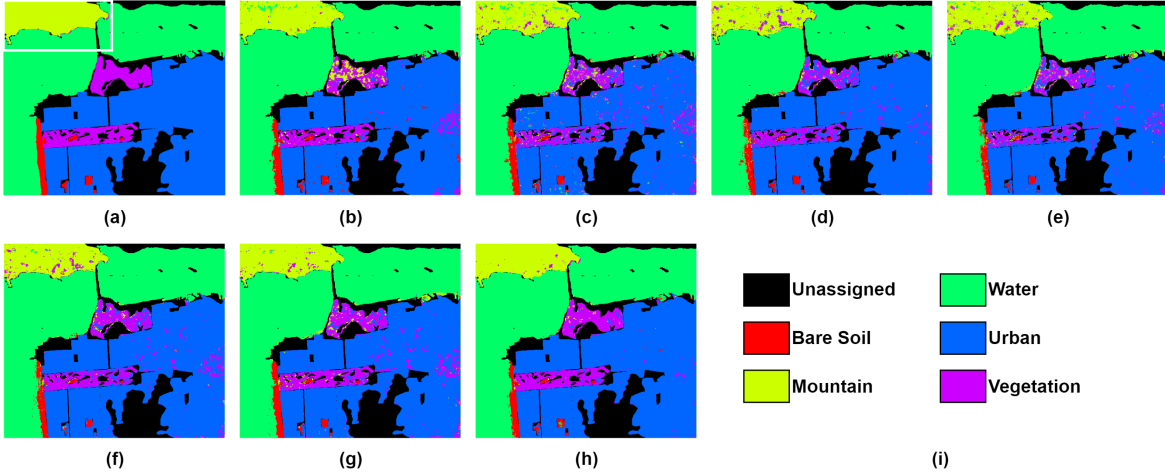 (a) (b) (c) (d) (e)
Unassigned Water
Bare Soil Urban
Mountain Vegetation
(f) (g) (h) (i)